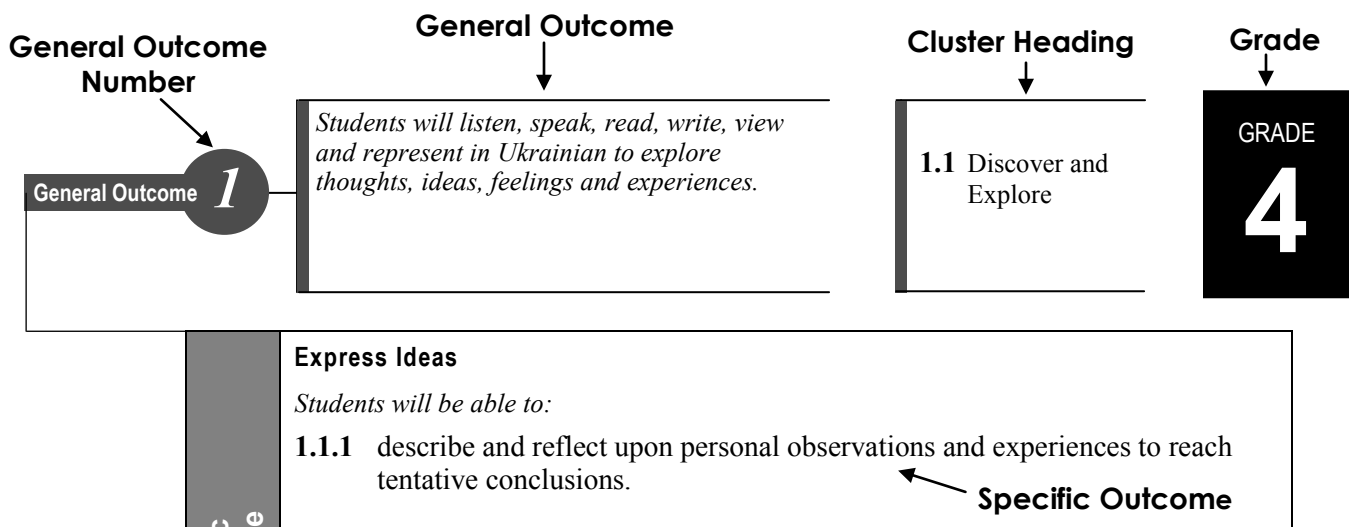 General Outcome
Number
General Outcome
Cluster Heading
Grade
General Outcome 1
Students will listen, speak, read, write, view
and represent in Ukrainian to explore
thoughts, ideas, feelings and experiences.
1.1 Discover and
Explore
GRADE
4
Express Ideas
Students will be able to:
1.1.1 describe and reflect upon personal observations and experiences to reach
tentative conclusions.
Specific Outcome